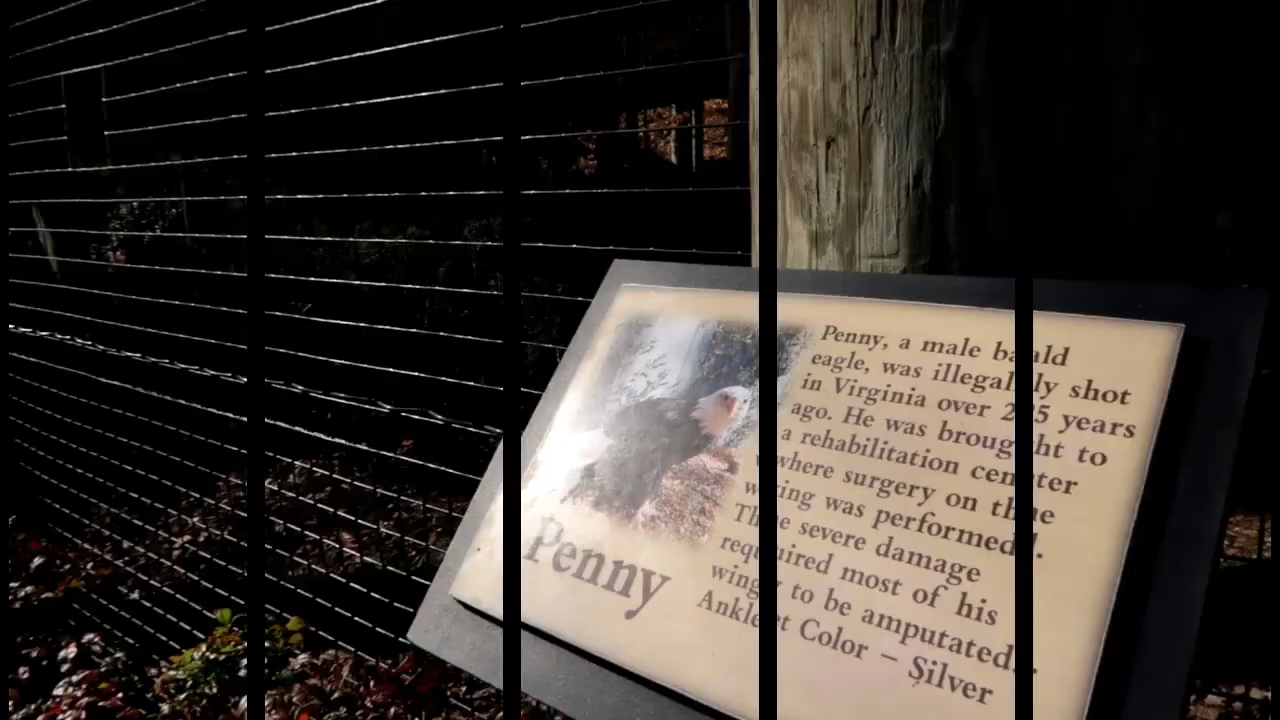 Penny, a male bald
eagle, was illegally shot
in Virginia over 25 years
ago. He was brought to
a rehabilitation center
where surgery on the
wing was performed.
The severe damage
required most of his
wing to be amputated.
Anklet Color – Silver
Penny